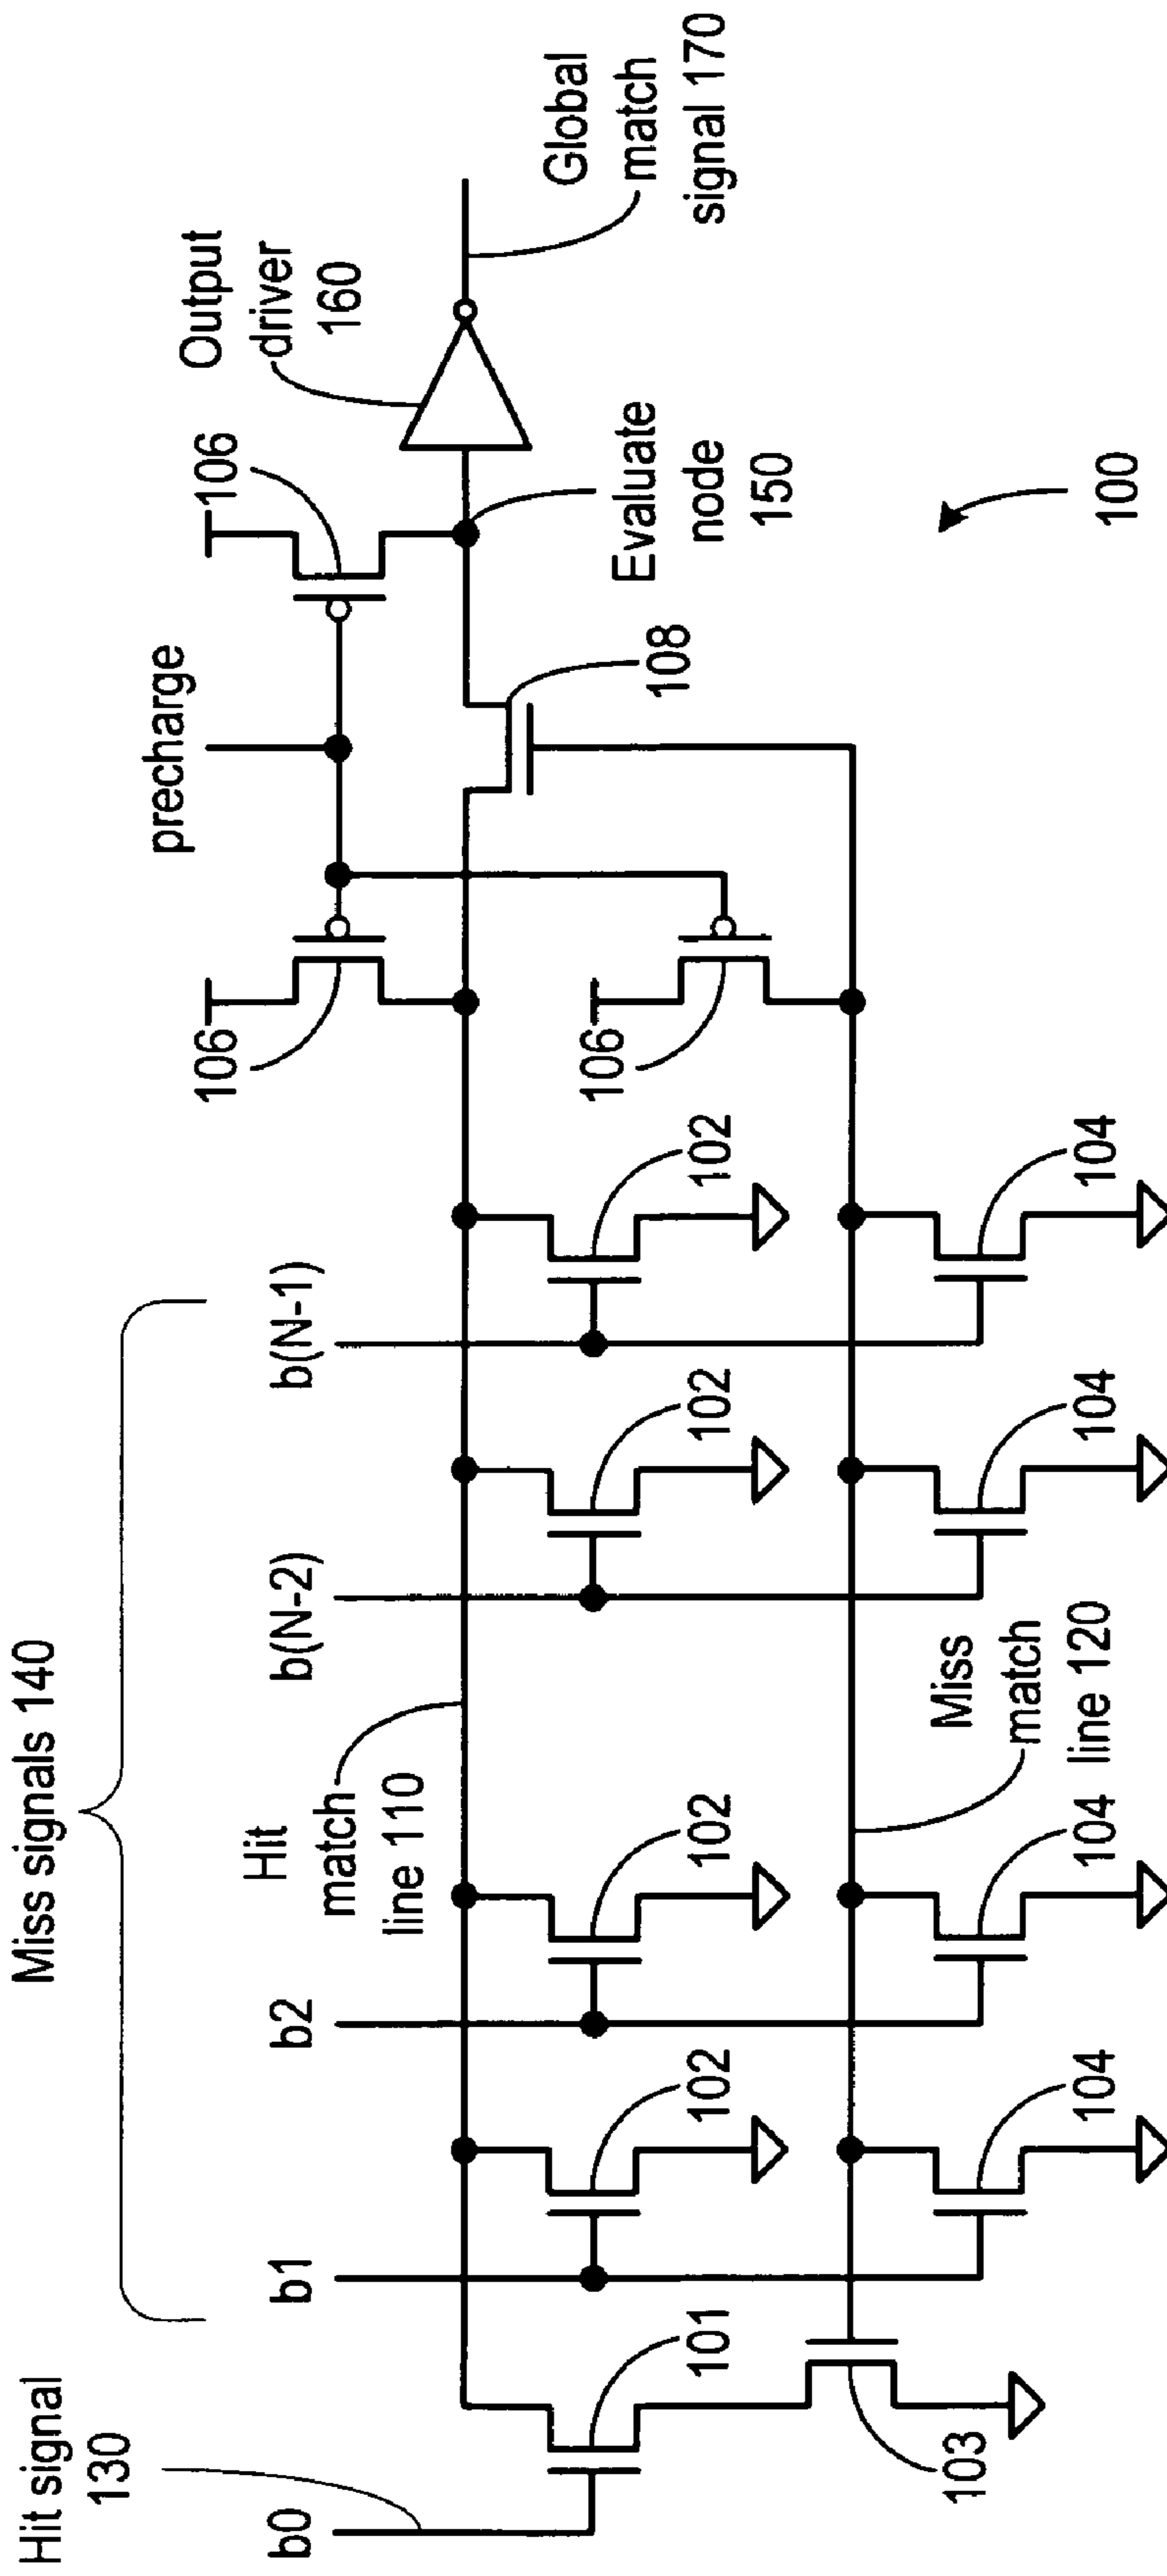 Miss signals 140
Hit signal
130
b0
b1
b2
b(N-2)
b(N-1)
precharge
Output
driver
160
Global
match
signal 170
Hit
match
line 110
106
106
106
108
Evaluate
node
150
101
102
102
102
102
103
104
104
104
104
Miss
match
line 120
100